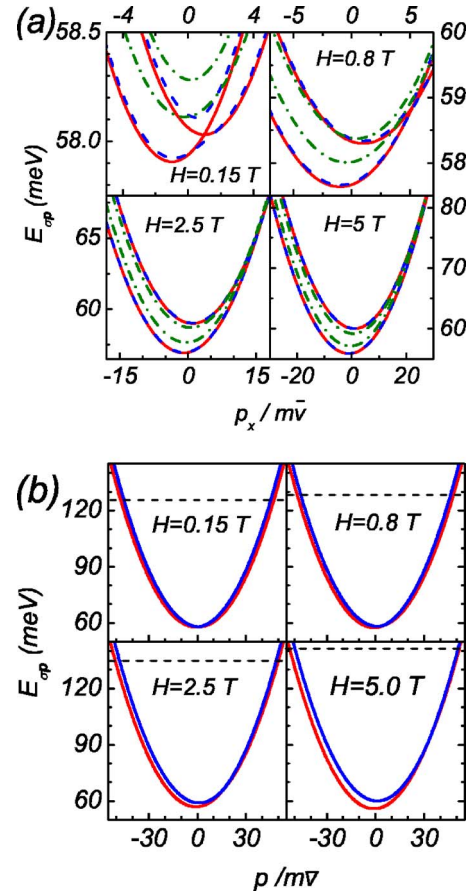 (a)
-4 0 4 -5 0 5
58.5 60
H=0.8 T
59
58.0 58
H=0.15 T
E_σp (meV)
H=2.5 T H=5 T 80
65 70
60 60
-15 0 15 -20 0 20
p_x / m v̄
(b)
120 H=0.15 T H=0.8 T
90
60
E_σp (meV)
120 H=2.5 T H=5.0 T
90
60
-30 0 30 -30 0 30
p /m v̄